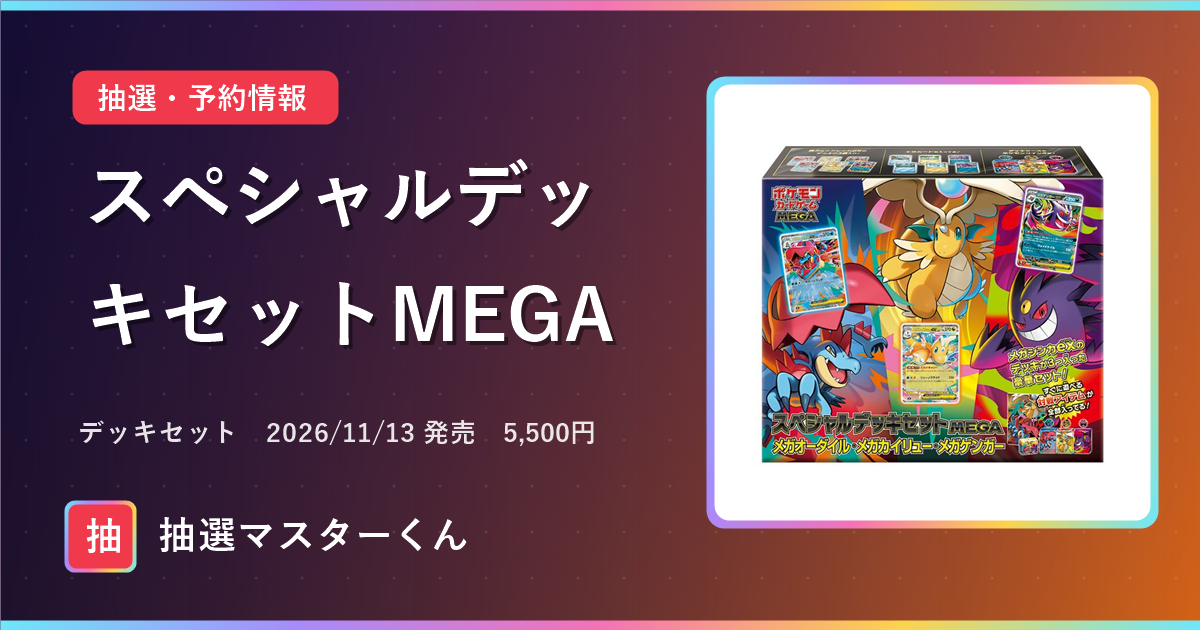 抽選・予約情報
スペシャルデッ
キセットMEGA
デッキセット 2026/11/13 発売 5,500円
抽
抽選マスターくん
ポケモン
カードゲーム
MEGA
メガシンカexの
デッキが3つ入った
豪華セット!
すぐに遊べる
対戦アイテムが
全部入ってる!
スペシャルデッキセットMEGA
メガオーダイル・メガカイリュー・メガゲンガー